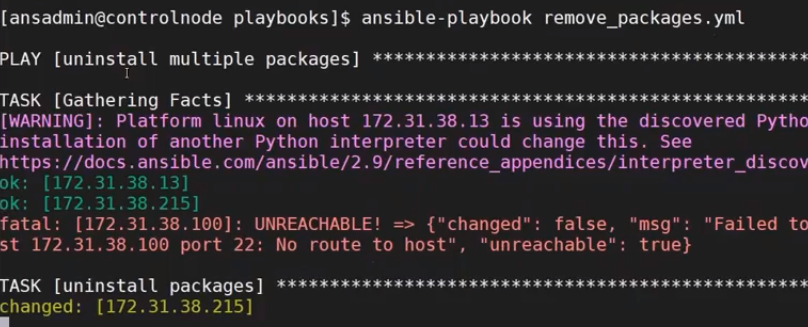 [ansadmin@controlnode playbooks]$ ansible-playbook remove_packages.yml
PLAY [uninstall multiple packages] ******************************************
TASK [Gathering Facts] ******************************************************
[WARNING]: Platform linux on host 172.31.38.13 is using the discovered Pytho
installation of another Python interpreter could change this. See
https://docs.ansible.com/ansible/2.9/reference_appendices/interpreter_discov
ok: [172.31.38.13]
ok: [172.31.38.215]
fatal: [172.31.38.100]: UNREACHABLE! => {"changed": false, "msg": "Failed to
st 172.31.38.100 port 22: No route to host", "unreachable": true}
TASK [uninstall packages] ***************************************************
changed: [172.31.38.215]